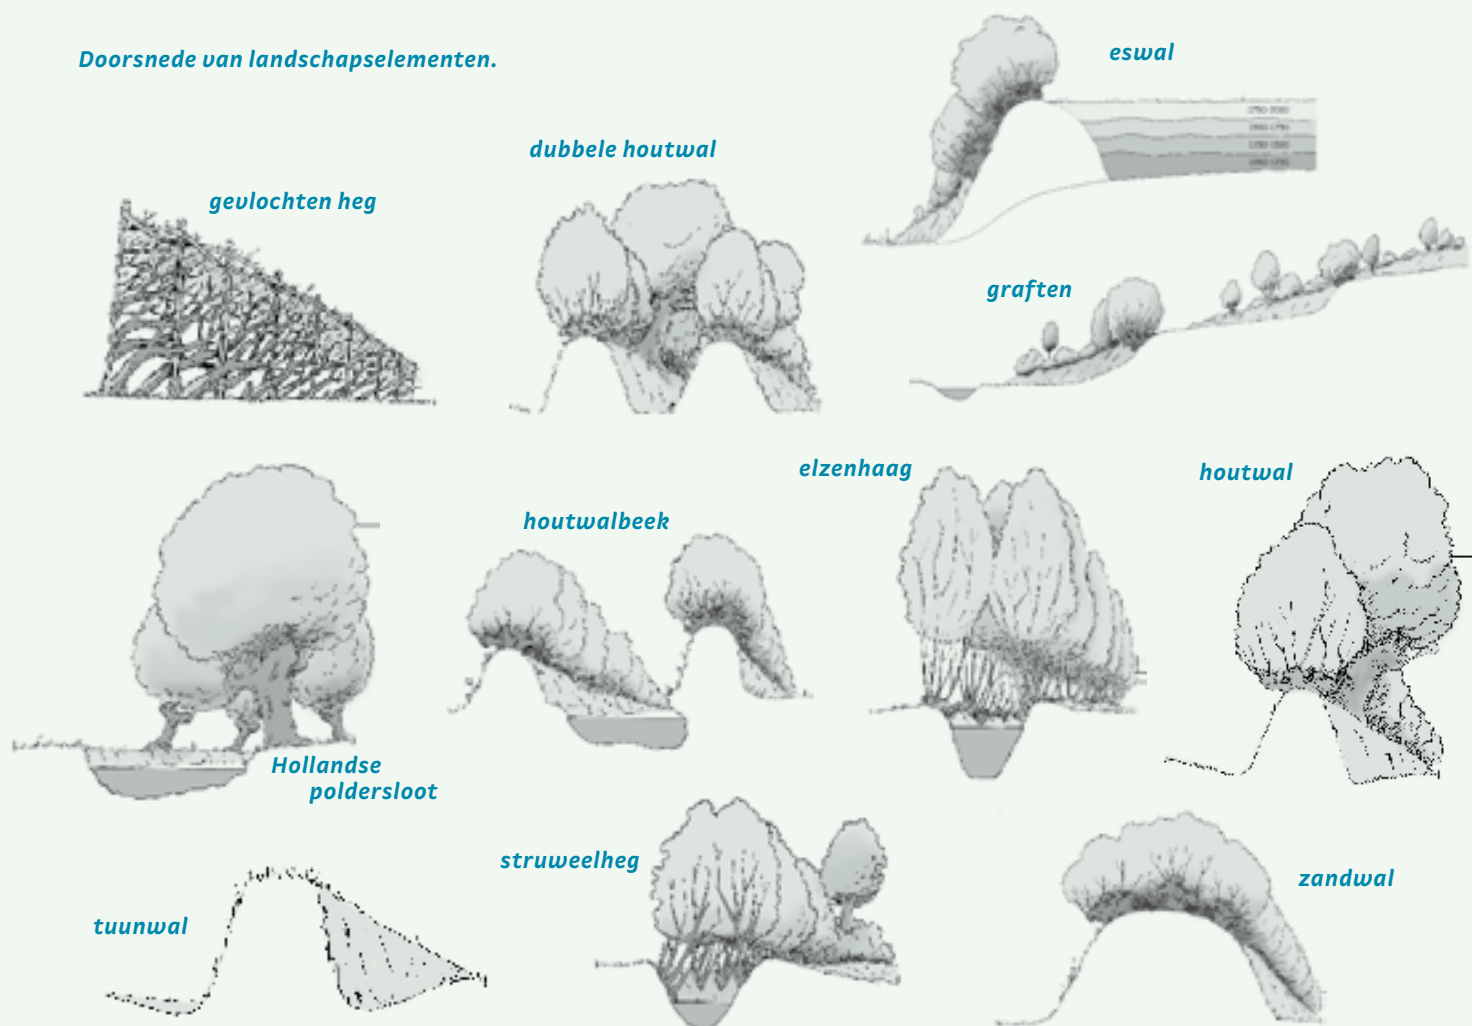 Doorsnede van landschapselementen.
eswal
dubbele houtwal
gevlochten heg
graften
elzenhaag
houtwal
houtwalbeek
Hollandse
poldersloot
struweelheg
zandwal
tuunwal